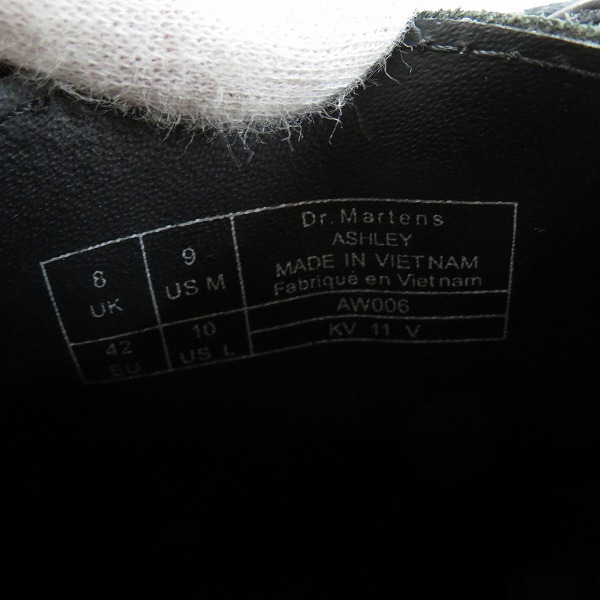 8
UK
9
US M
Dr. Martens
ASHLEY
MADE IN VIETNAM
Fabriqué en Vietnam
42
EU
10
US L
AW006
KV 11 V